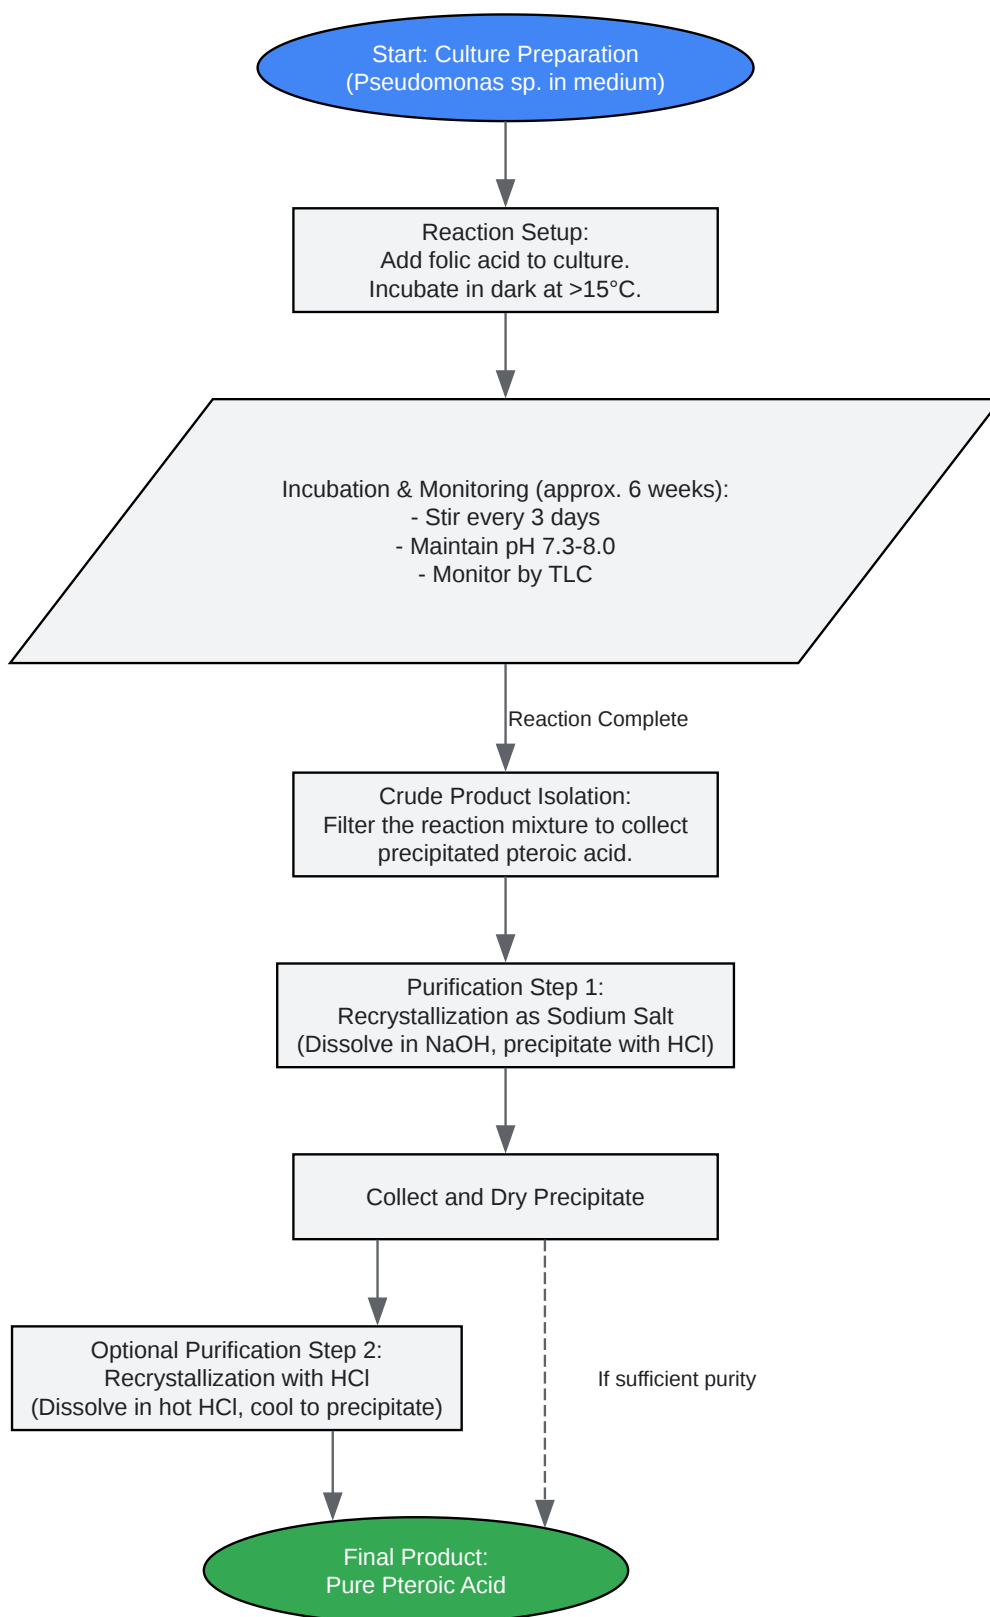 Start: Culture Preparation
(Pseudomonas sp. in medium)
Reaction Setup:
Add folic acid to culture.
Incubate in dark at >15°C.
Incubation & Monitoring (approx. 6 weeks):
- Stir every 3 days
- Maintain pH 7.3-8.0
- Monitor by TLC
Reaction Complete
Crude Product Isolation:
Filter the reaction mixture to collect
precipitated pteroic acid.
Purification Step 1:
Recrystallization as Sodium Salt
(Dissolve in NaOH, precipitate with HCl)
Collect and Dry Precipitate
Optional Purification Step 2:
Recrystallization with HCl
(Dissolve in hot HCl, cool to precipitate)
If sufficient purity
Final Product:
Pure Pteroic Acid